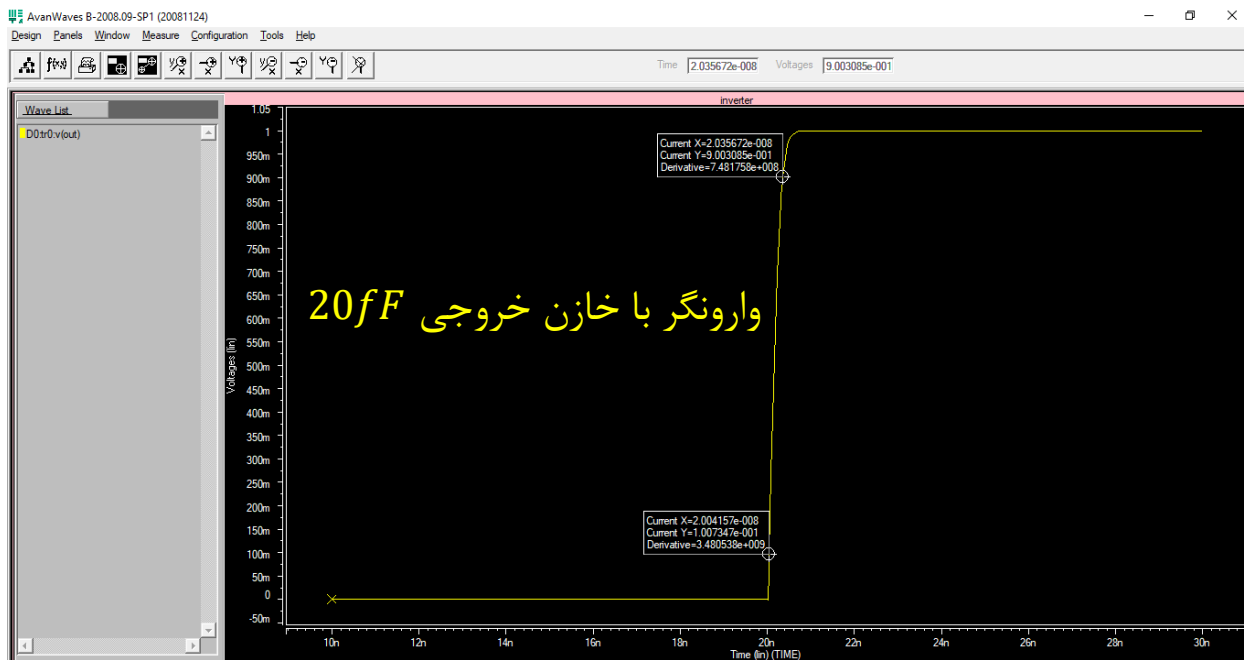 AvanWaves B-2008.09-SP1 (20081124)
Design Panels Window Measure Configuration Tools Help
Time 2.035672e-008 Voltages 9.003085e-001
Wave List
D0:tr0:v(out)
inverter
1.05
1
950m
900m
850m
800m
750m
700m
650m
600m
550m
500m
450m
400m
350m
300m
250m
200m
150m
100m
50m
0
-50m
Voltages (lin)
Current X=2.035672e-008
Current Y=9.003085e-001
Derivative=7.481758e+008
وارونگر با خازن خروجی 20fF
Current X=2.004157e-008
Current Y=1.007347e-001
Derivative=3.480538e+009
10n 12n 14n 16n 18n 20n 22n 24n 26n 28n 30n
Time (lin) (TIME)